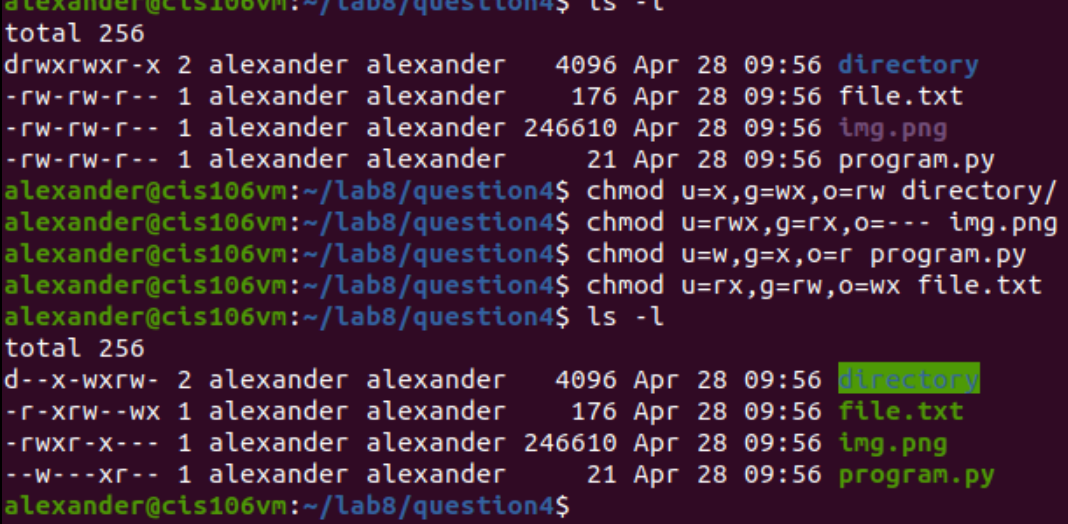 alexander@cis106vm:~/lab8/question4$ ls -l
total 256
drwxrwxr-x 2 alexander alexander   4096 Apr 28 09:56 directory
-rw-rw-r-- 1 alexander alexander    176 Apr 28 09:56 file.txt
-rw-rw-r-- 1 alexander alexander 246610 Apr 28 09:56 img.png
-rw-rw-r-- 1 alexander alexander     21 Apr 28 09:56 program.py
alexander@cis106vm:~/lab8/question4$ chmod u=x,g=wx,o=rw directory/
alexander@cis106vm:~/lab8/question4$ chmod u=rwx,g=rx,o=--- img.png
alexander@cis106vm:~/lab8/question4$ chmod u=w,g=x,o=r program.py
alexander@cis106vm:~/lab8/question4$ chmod u=rx,g=rw,o=wx file.txt
alexander@cis106vm:~/lab8/question4$ ls -l
total 256
d--x-wxrw- 2 alexander alexander   4096 Apr 28 09:56 directory
-r-xrw--wx 1 alexander alexander    176 Apr 28 09:56 file.txt
-rwxr-x--- 1 alexander alexander 246610 Apr 28 09:56 img.png
--w---xr-- 1 alexander alexander     21 Apr 28 09:56 program.py
alexander@cis106vm:~/lab8/question4$